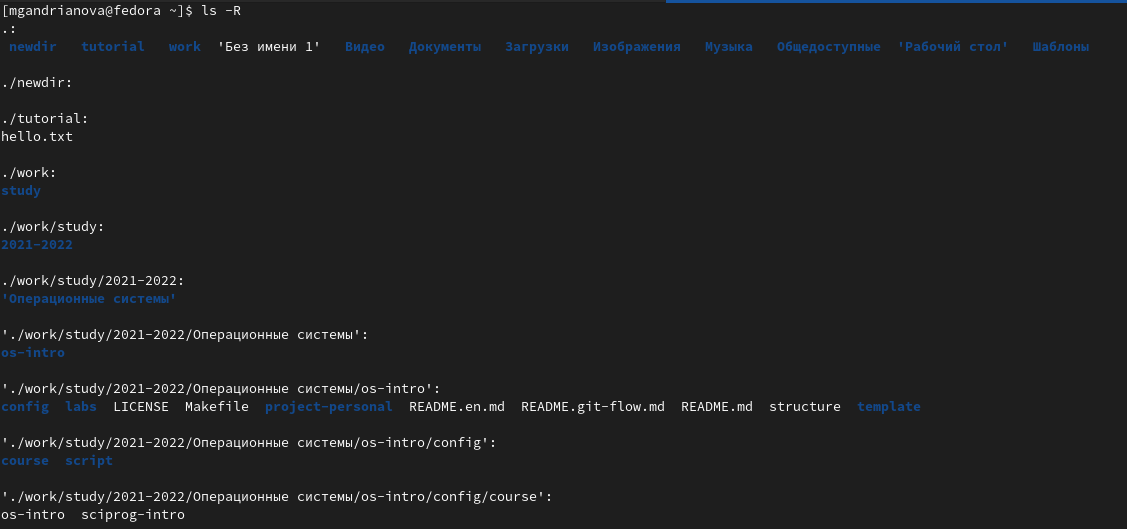 [mgandrianova@fedora ~]$ ls -R
.:
newdir tutorial work 'Без имени 1' Видео Документы Загрузки Изображения Музыка Общедоступные 'Рабочий стол' Шаблоны
./newdir:
./tutorial:
hello.txt
./work:
study
./work/study:
2021-2022
./work/study/2021-2022:
'Операционные системы'
'./work/study/2021-2022/Операционные системы':
os-intro
'./work/study/2021-2022/Операционные системы/os-intro':
config labs LICENSE Makefile project-personal README.en.md README.git-flow.md README.md structure template
'./work/study/2021-2022/Операционные системы/os-intro/config':
course script
'./work/study/2021-2022/Операционные системы/os-intro/config/course':
os-intro sciprog-intro